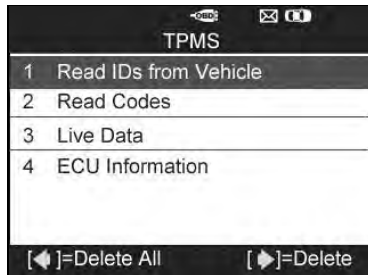 OBD
TPMS
1 Read IDs from Vehicle
2 Read Codes
3 Live Data
4 ECU Information
[◀]=Delete All [▶]=Delete